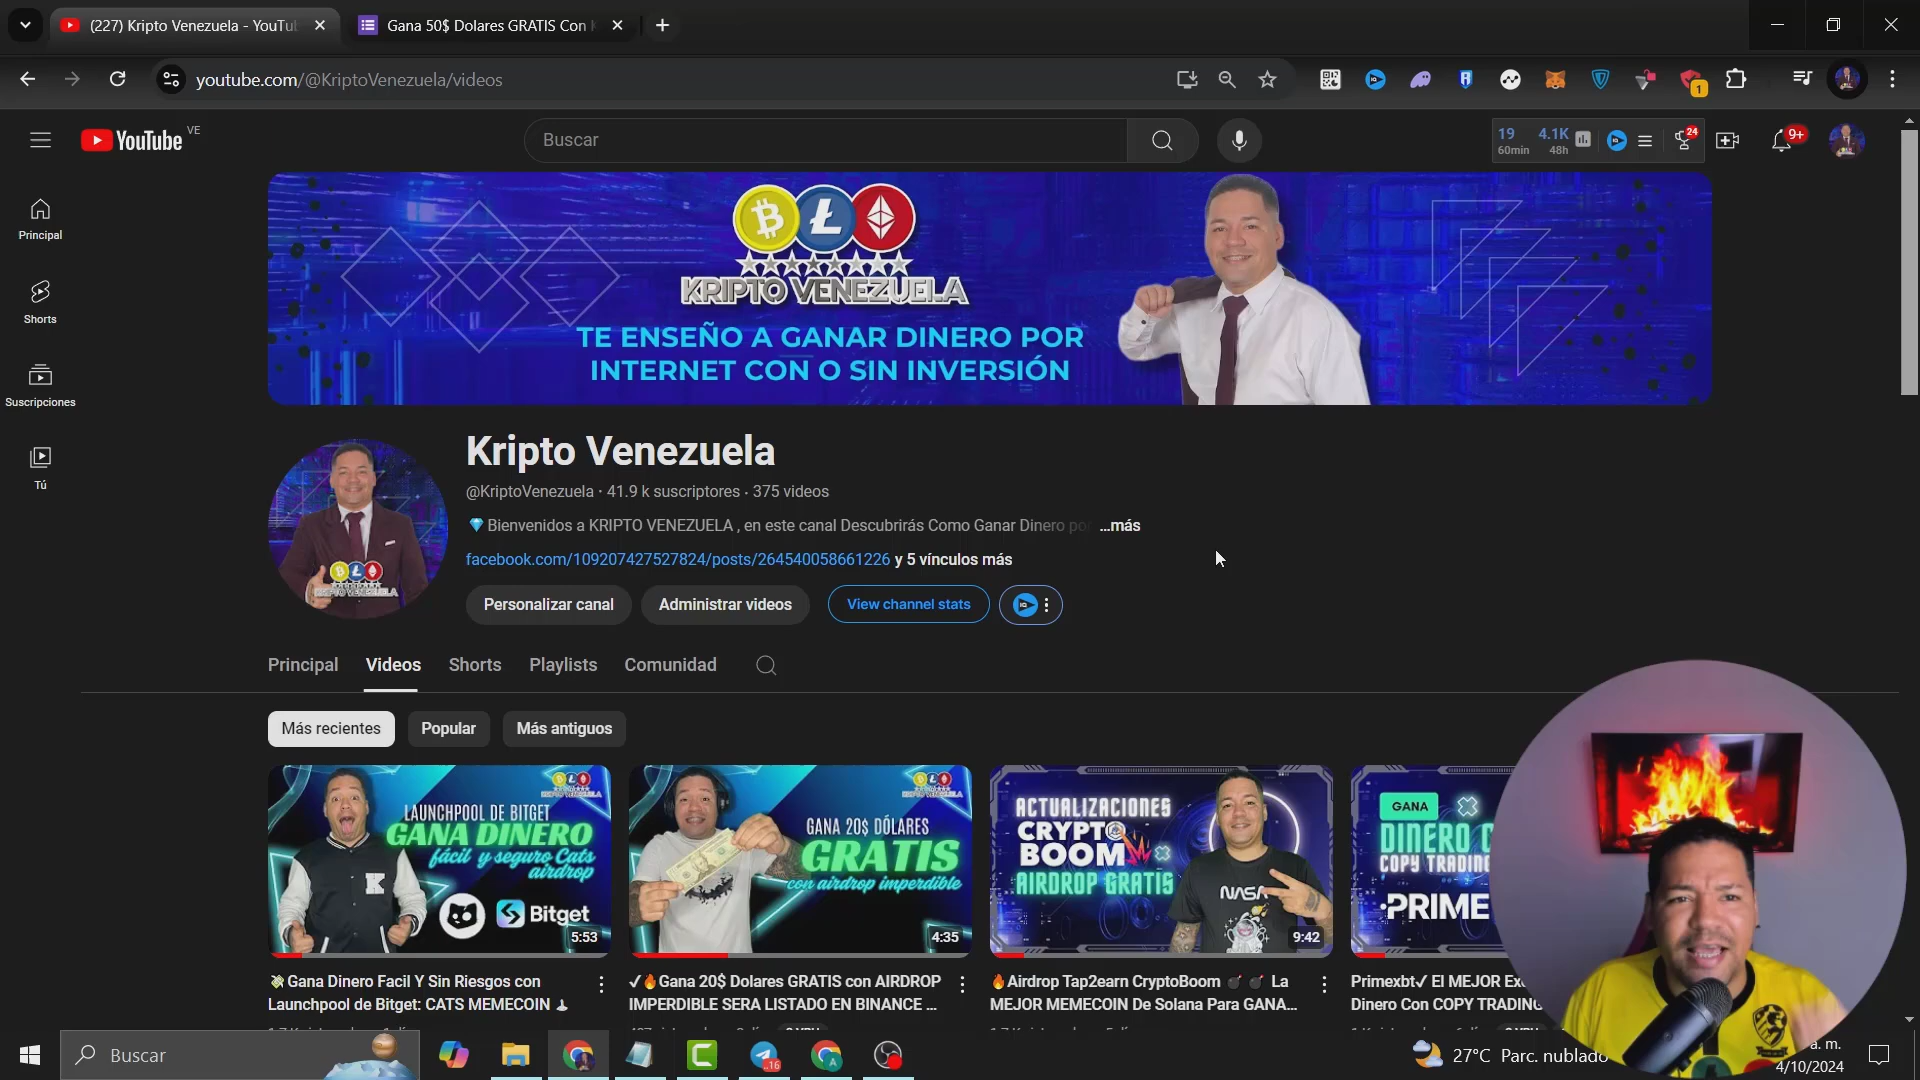 (227) Kripto Venezuela - YouTu
Gana 50$ Dolares GRATIS Con
youtube.com/@KriptoVenezuela/videos
1
YouTube VE
Buscar
19
60min
4.1K
48h
24
9+
Principal
Shorts
Suscripciones
Tú
KRIPTO VENEZUELA
TE ENSEÑO A GANAR DINERO POR
INTERNET CON O SIN INVERSIÓN
KRIPTO VENEZUELA
Kripto Venezuela
@KriptoVenezuela · 41.9 k suscriptores · 375 videos
Bienvenidos a KRIPTO VENEZUELA , en este canal Descubrirás Como Ganar Dinero por ...más
facebook.com/109207427527824/posts/264540058661226 y 5 vínculos más
Personalizar canal
Administrar videos
View channel stats
Principal
Videos
Shorts
Playlists
Comunidad
Más recientes
Popular
Más antiguos
LAUNCHPOOL DE BITGET
GANA DINERO
fácil y seguro Cats
airdrop
K
Bitget
5:53
GANA 20$ DÓLARES
GRATIS
con airdrop imperdible
4:35
ACTUALIZACIONES
CRYPTO
BOOM
AIRDROP GRATIS
NASA
9:42
GANA
DINERO C
COPY TRADING
PRIME
Gana Dinero Facil Y Sin Riesgos con
Launchpool de Bitget: CATS MEMECOIN
✓🔥Gana 20$ Dolares GRATIS con AIRDROP
IMPERDIBLE SERA LISTADO EN BINANCE ...
🔥Airdrop Tap2earn CryptoBoom 💣 💣 La
MEJOR MEMECOIN De Solana Para GANA...
Primexbt✓ El MEJOR Ex
Dinero Con COPY TRADING
Buscar
16
27°C Parc. nublado
a. m.
4/10/2024